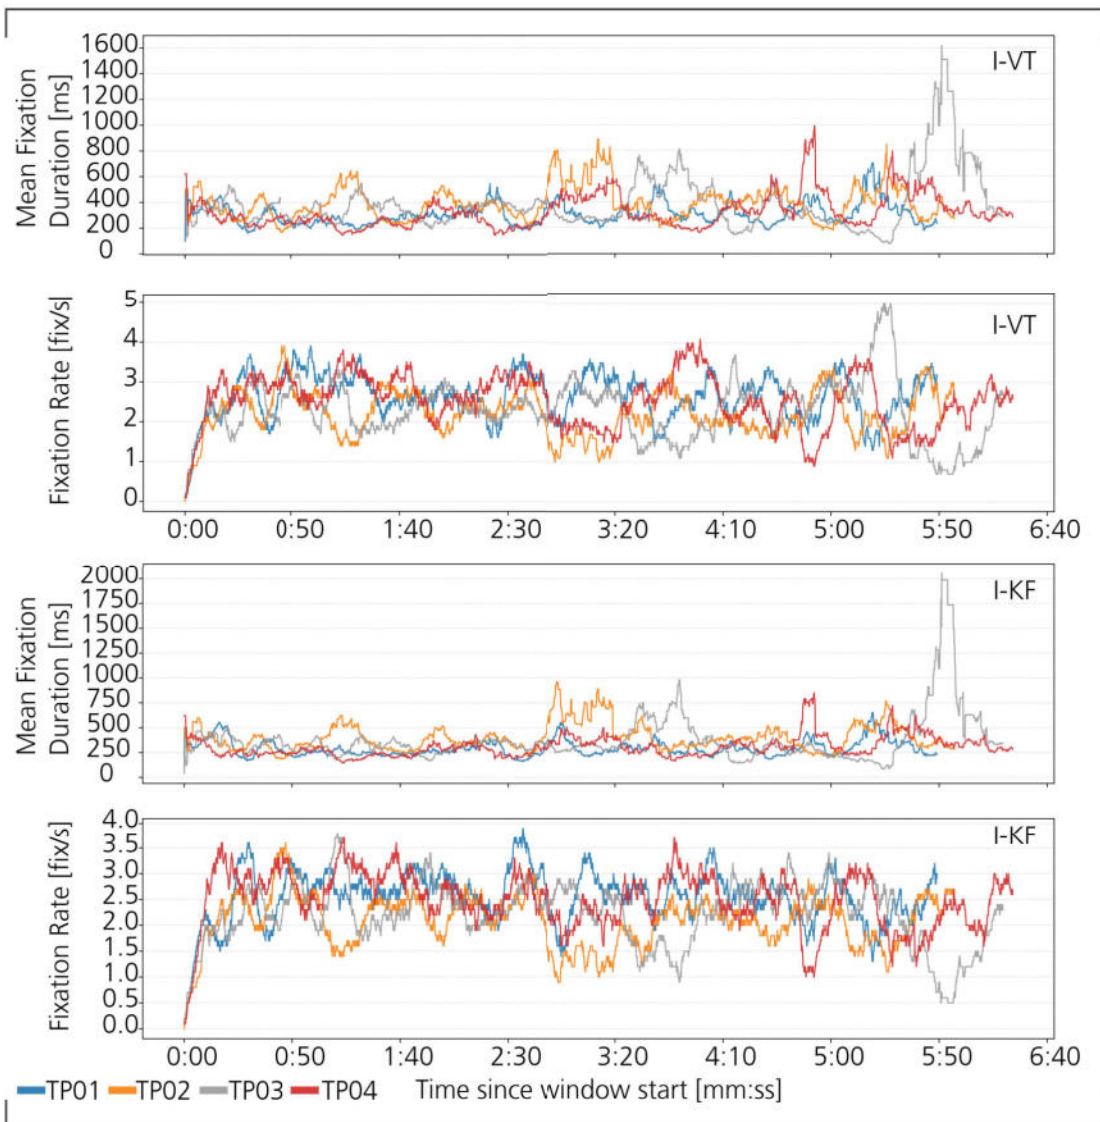 1600
1400
1200
1000
800
600
400
200
0
Mean Fixation
Duration [ms]
I-VT
5
4
3
2
1
0
Fixation Rate [fix/s]
I-VT
0:00 0:50 1:40 2:30 3:20 4:10 5:00 5:50 6:40
2000
1750
1500
1250
1000
750
500
250
0
Mean Fixation
Duration [ms]
I-KF
4.0
3.5
3.0
2.5
2.0
1.5
1.0
0.5
0.0
Fixation Rate [fix/s]
I-KF
0:00 0:50 1:40 2:30 3:20 4:10 5:00 5:50 6:40
TP01 TP02 TP03 TP04 Time since window start [mm:ss]